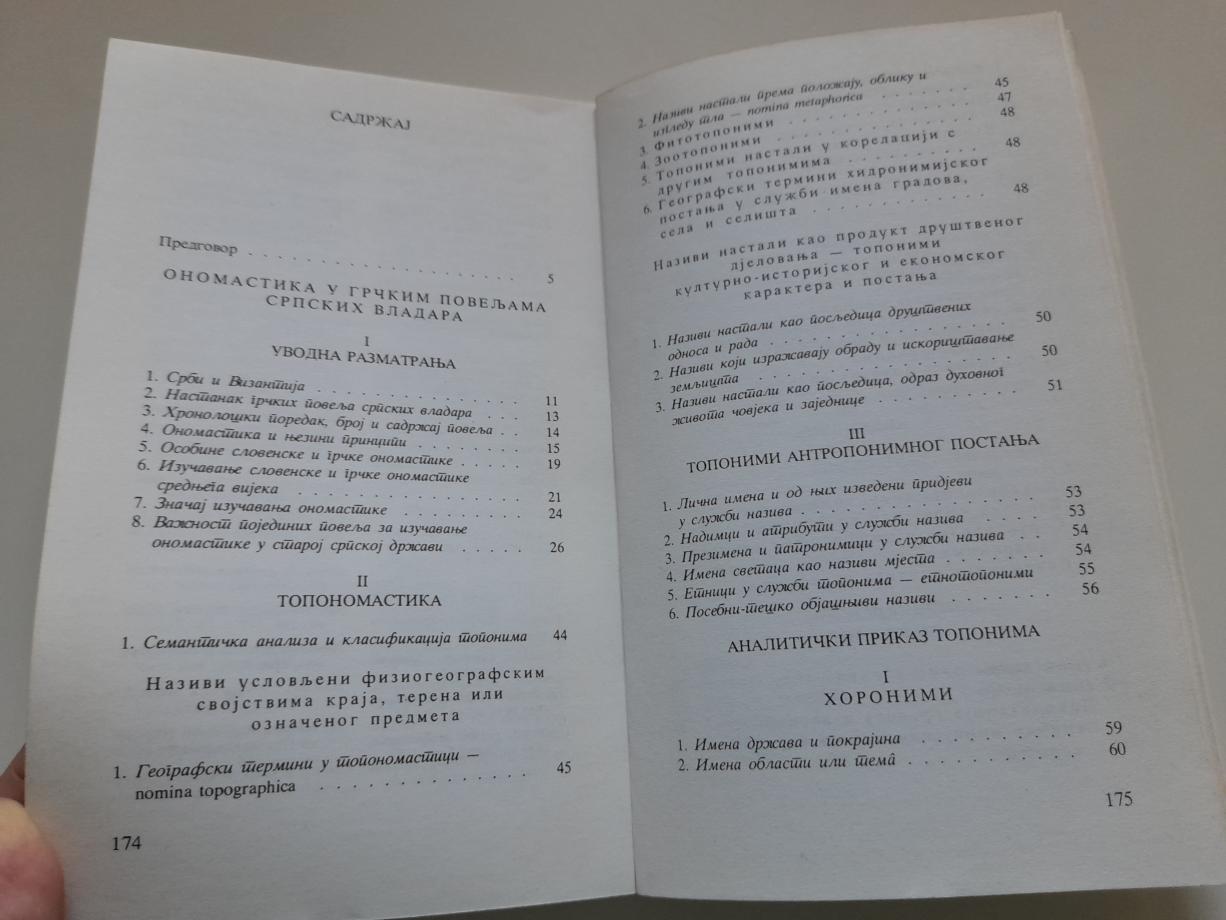 САДРЖАЈ
Предговор . . . . . . . . . . . . . . . . . . . . 5
ОНОМАСТИКА У ГРЧКИМ ПОВЕЉАМА
СРПСКИХ ВЛАДАРА
I
УВОДНА РАЗМАТРАЊА
1. Срби и Византија . . . . . . . . . . . . . . 11
2. Настанак грчких повеља српских владара . . . 13
3. Хронолошки поредак, број и садржај повеља . . 14
4. Ономастика и њезини принципи . . . . . . . . 15
5. Особине словенске и грчке ономастике . . . . . 19
6. Изучавање словенске и грчке ономастике
средњега вијека . . . . . . . . . . . . . . . 21
7. Значај изучавања ономастике . . . . . . . . . 24
8. Важност појединих повеља за изучавање
ономастике у старој српској држави . . . . . 26
II
ТОПОНОМАСТИКА
1. Семантичка анализа и класификација топонима 44
Називи условљени физиогеографским
својствима краја, терена или
означеног предмета
1. Географски термини у топономастици —
nomina topographica . . . . . . . . . . . . . 45
174
2. Називи настали према положају, облику и
изгледу тла — nomina metaphorica . . . . . . . 45
3. Фитотопоними . . . . . . . . . . . . . 47
4. Зоотопоними . . . . . . . . . . . . . . 48
5. Топоними настали у корелацији с
другим топонимима . . . . . . . . . 48
6. Географски термини хидронимијског
постања у служби имена градова,
села и селишта . . . . . . . . . . . . 48
Називи настали као продукт друштвеног
дјеловања — топоними
културно-историјског и економског
карактера и постања
1. Називи настали као посљедица друштвених
односа и рада . . . . . . . . . . . . . . . . 50
2. Називи који изражавају обраду и искориштавање
земљишта . . . . . . . . . . . . . . . . . 50
3. Називи настали као посљедица, одраз духовног
живота човјека и заједнице . . . . . . . . . . 51
III
ТОПОНИМИ АНТРОПОНИМНОГ ПОСТАЊА
1. Лична имена и од њих изведени придјеви
у служби назива . . . . . . . . . . . . . . . 53
2. Надимци и атрибути у служби назива . . . . 53
3. Презимена и патронимици у служби назива . . 54
4. Имена светаца као називи мјеста . . . . . . . 54
5. Етници у служби топонима — етнотопоними 55
6. Посебни-тешко објашњиви називи . . . . . . . 56
АНАЛИТИЧКИ ПРИКАЗ ТОПОНИМА
I
ХОРОНИМИ
1. Имена држава и покрајина . . . . . . . . . . 59
2. Имена области или тема̂ . . . . . . . . . . . 60
175